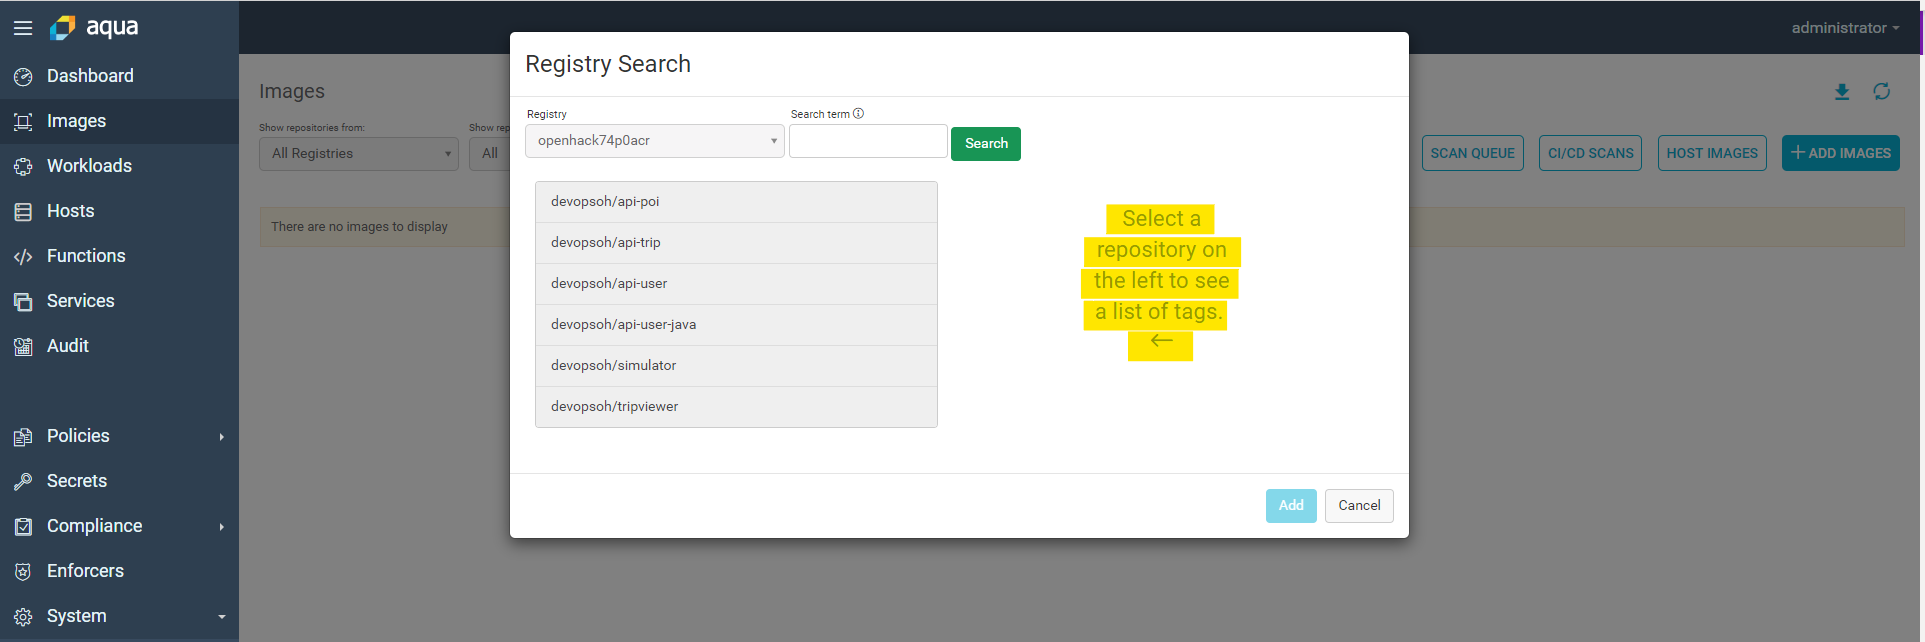 aqua
administrator
Dashboard
Images
Workloads
Hosts
Functions
Services
Audit
Policies
Secrets
Compliance
Enforcers
System
Images
Show repositories from:
Show rep
All Registries
All
SCAN QUEUE
CI/CD SCANS
HOST IMAGES
+ ADD IMAGES
There are no images to display
Registry Search
Registry
Search term
openhack74p0acr
Search
devopsoh/api-poi
devopsoh/api-trip
devopsoh/api-user
devopsoh/api-user-java
devopsoh/simulator
devopsoh/tripviewer
Select a
repository on
the left to see
a list of tags.
←
Add
Cancel